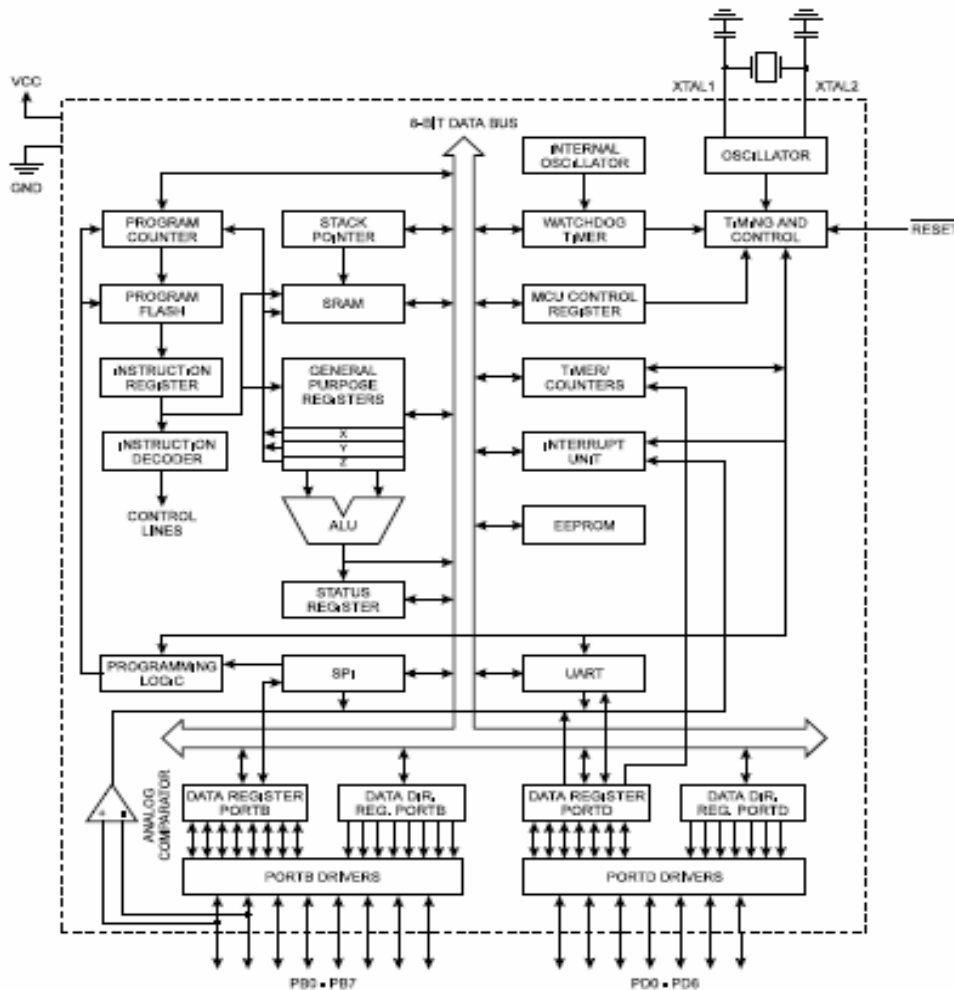 XTAL1
XTAL2
VCC
GND
8-BIT DATA BUS
INTERNAL
OSCILLATOR
OSCILLATOR
PROGRAM
COUNTER
STACK
POINTER
WATCHDOG
TIMER
TIMING AND
CONTROL
RESET
PROGRAM
FLASH
SRAM
MCU CONTROL
REGISTER
INSTRUCTION
REGISTER
GENERAL
PURPOSE
REGISTERS
X
Y
Z
TIMER/
COUNTERS
INSTRUCTION
DECODER
INTERRUPT
UNIT
CONTROL
LINES
ALU
EEPROM
STATUS
REGISTER
PROGRAMMING
LOGIC
SPI
UART
ANALOG
COMPARATOR
+
-
DATA REGISTER
PORTB
DATA DIR.
REG. PORTB
DATA REGISTER
PORTD
DATA DIR.
REG. PORTD
PORTB DRIVERS
PORTD DRIVERS
PB0 - PB7
PD0 - PD6